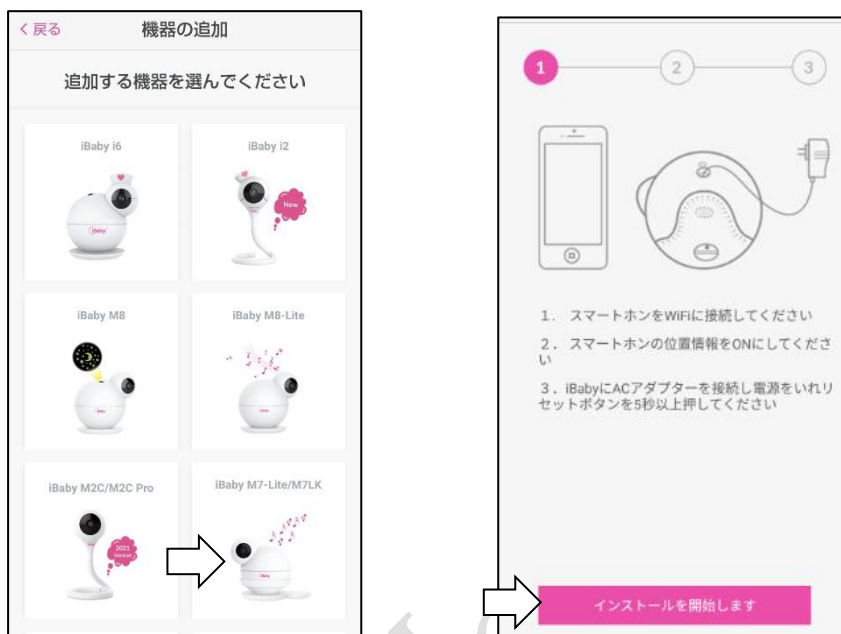 < 戻る
機器の追加
追加する機器を選んでください
iBaby i6
iBaby i2
New
iBaby
iBaby M8
iBaby M8-Lite
iBaby M2C/M2C Pro
iBaby M7-Lite/M7LK
2021
Version
1
2
3
1. スマートホンをWiFiに接続してください
2. スマートホンの位置情報をONにしてくださ
い
3. iBabyにACアダプターを接続し電源をいれリ
セットボタンを5秒以上押してください
インストールを開始します